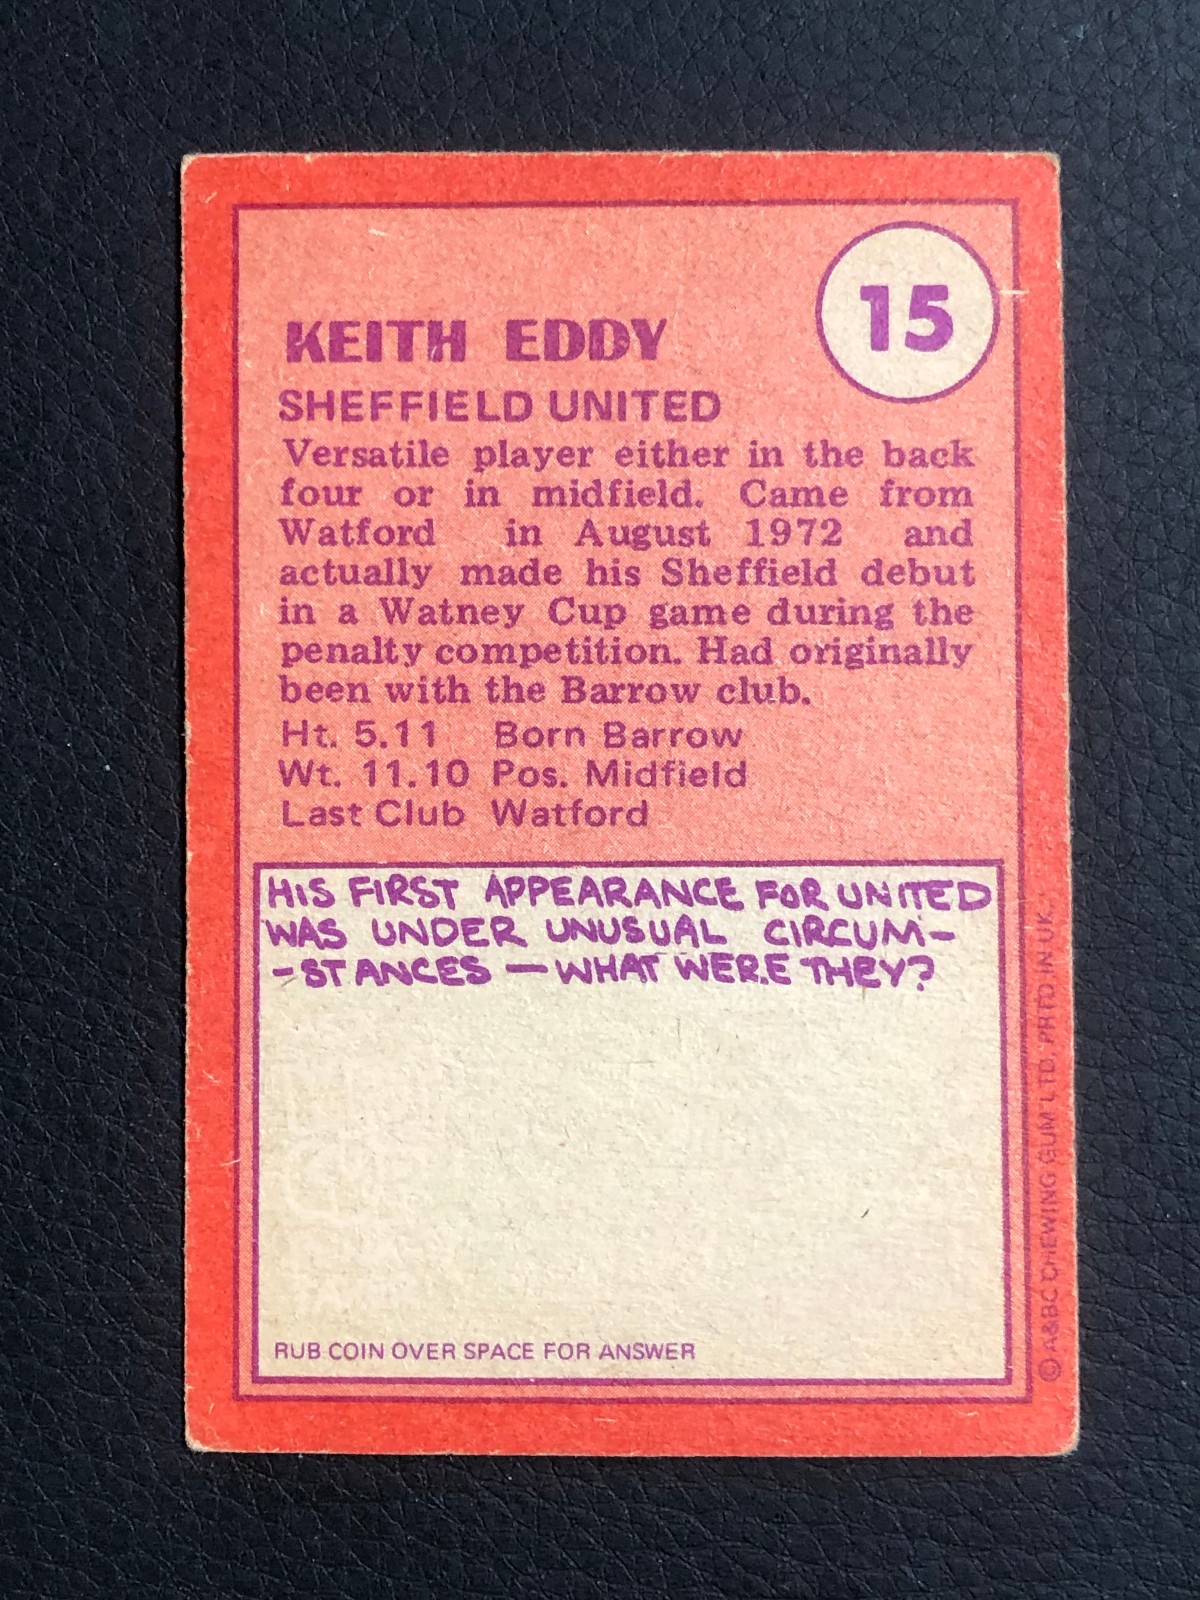 15
KEITH EDDY
SHEFFIELD UNITED
Versatile player either in the back
four or in midfield. Came from
Watford in August 1972 and
actually made his Sheffield debut
in a Watney Cup game during the
penalty competition. Had originally
been with the Barrow club.
Ht. 5.11 Born Barrow
Wt. 11.10 Pos. Midfield
Last Club Watford
HIS FIRST APPEARANCE FOR UNITED
WAS UNDER UNUSUAL CIRCUM-
-STANCES — WHAT WERE THEY?
RUB COIN OVER SPACE FOR ANSWER
© A&BC CHEWING GUM LTD. PRTD IN UK.